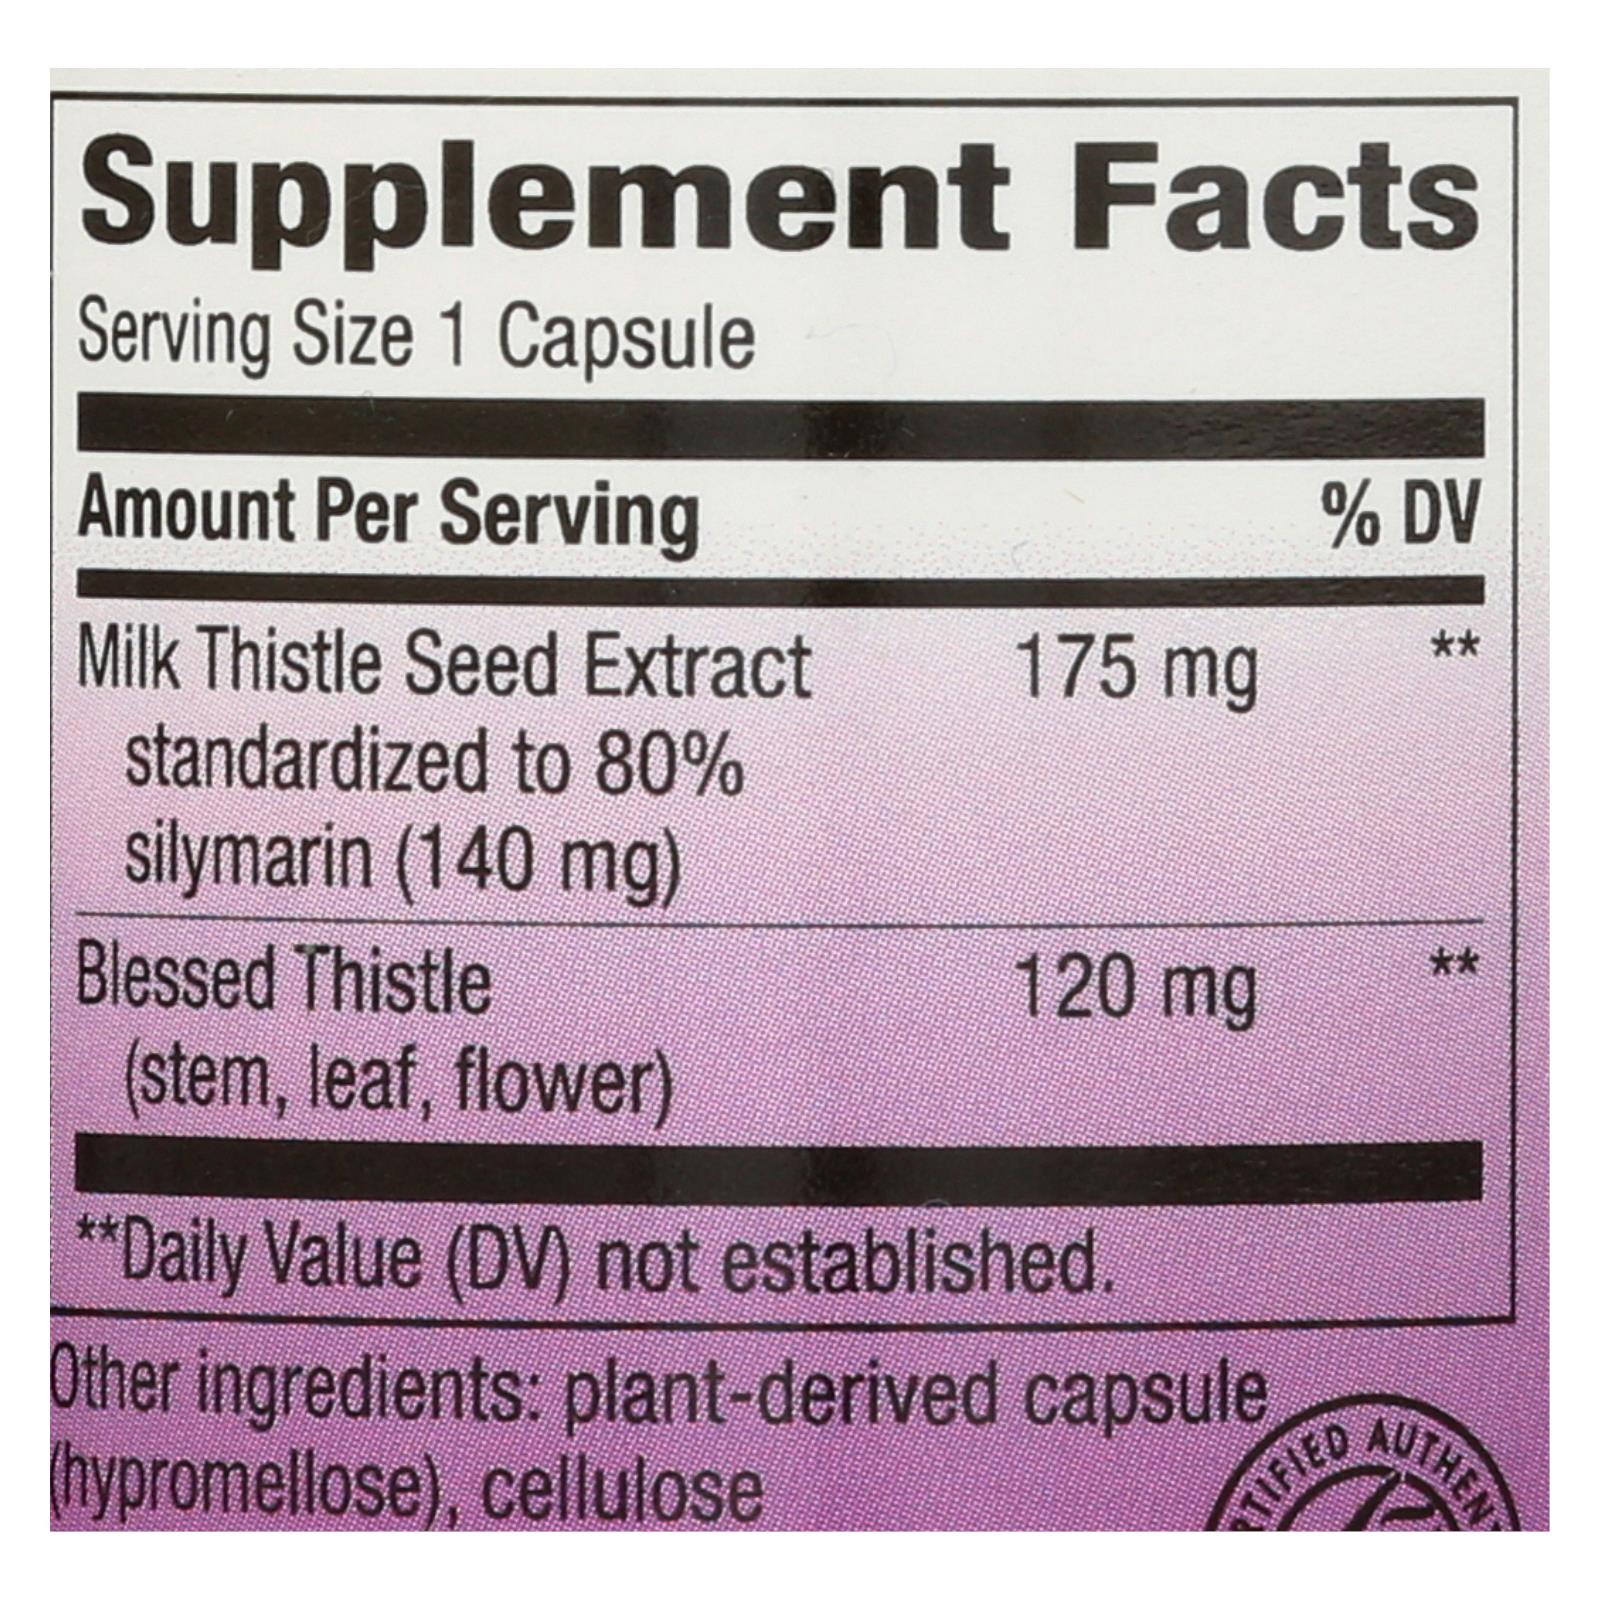 Supplement Facts
Serving Size 1 Capsule
Amount Per Serving % DV
Milk Thistle Seed Extract 175 mg **
standardized to 80%
silymarin (140 mg)
Blessed Thistle 120 mg **
(stem, leaf, flower)
**Daily Value (DV) not established.
Other ingredients: plant-derived capsule
(hypromellose), cellulose